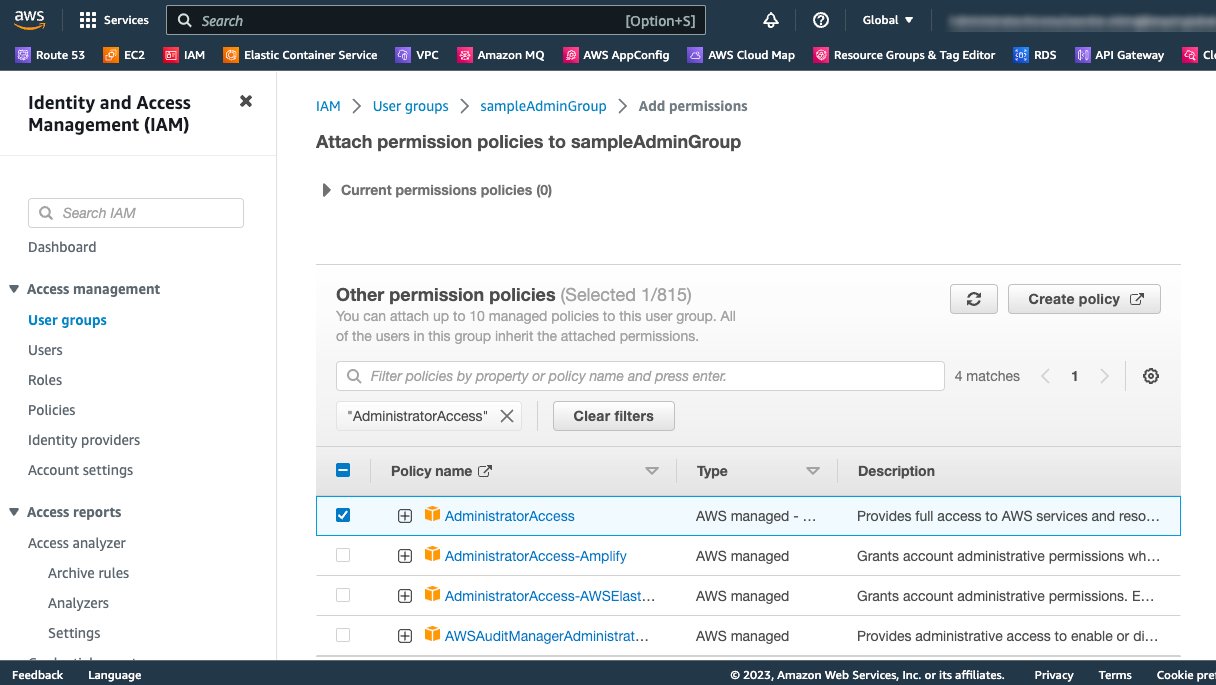 aws
Services
Search
[Option+S]
Global
Route 53
EC2
IAM
Elastic Container Service
VPC
Amazon MQ
AWS AppConfig
AWS Cloud Map
Resource Groups & Tag Editor
RDS
API Gateway
Identity and Access
Management (IAM)
Search IAM
Dashboard
Access management
User groups
Users
Roles
Policies
Identity providers
Account settings
Access reports
Access analyzer
Archive rules
Analyzers
Settings
IAM > User groups > sampleAdminGroup > Add permissions
Attach permission policies to sampleAdminGroup
Current permissions policies (0)
Other permission policies (Selected 1/815)
You can attach up to 10 managed policies to this user group. All
of the users in this group inherit the attached permissions.
Create policy
Filter policies by property or policy name and press enter.
4 matches
1
"AdministratorAccess"
Clear filters
Policy name
Type
Description
AdministratorAccess
AWS managed - ...
Provides full access to AWS services and reso...
AdministratorAccess-Amplify
AWS managed
Grants account administrative permissions wh...
AdministratorAccess-AWSElast...
AWS managed
Grants account administrative permissions. E...
AWSAuditManagerAdministrat...
AWS managed
Provides administrative access to enable or di...
Feedback
Language
© 2023, Amazon Web Services, Inc. or its affiliates.
Privacy
Terms
Cookie pre